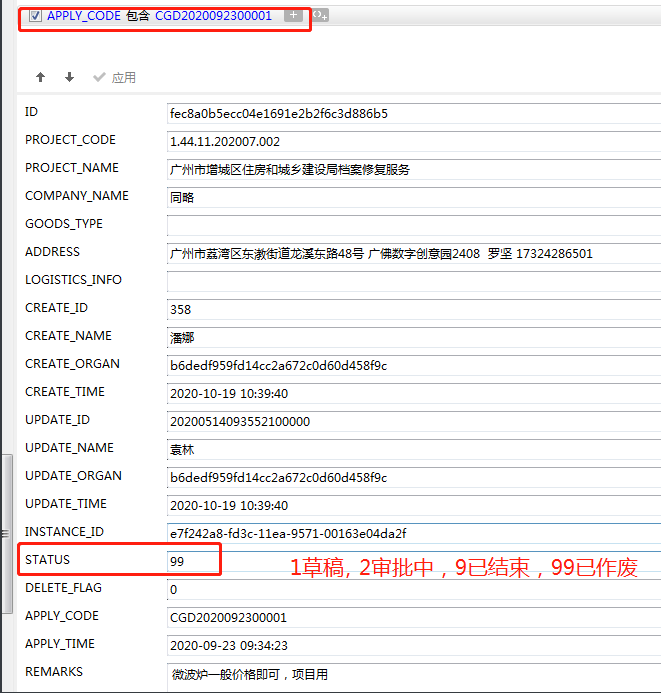 APPLY_CODE 包含 CGD2020092300001
应用
ID fec8a0b5ecc04e1691e2b2f6c3d886b5
PROJECT_CODE 1.44.11.202007.002
PROJECT_NAME 广州市增城区住房和城乡建设局档案修复服务
COMPANY_NAME 同略
GOODS_TYPE
ADDRESS 广州市荔湾区东漖街道龙溪东路48号 广佛数字创意园2408 罗坚 17324286501
LOGISTICS_INFO
CREATE_ID 358
CREATE_NAME 潘娜
CREATE_ORGAN b6dedf959fd14cc2a672c0d60d458f9c
CREATE_TIME 2020-10-19 10:39:40
UPDATE_ID 20200514093552100000
UPDATE_NAME 袁林
UPDATE_ORGAN b6dedf959fd14cc2a672c0d60d458f9c
UPDATE_TIME 2020-10-19 10:39:40
INSTANCE_ID e7f242a8-fd3c-11ea-9571-00163e04da2f
STATUS 99 1草稿, 2审批中，9已结束，99已作废
DELETE_FLAG 0
APPLY_CODE CGD2020092300001
APPLY_TIME 2020-09-23 09:34:23
REMARKS 微波炉一般价格即可，项目用